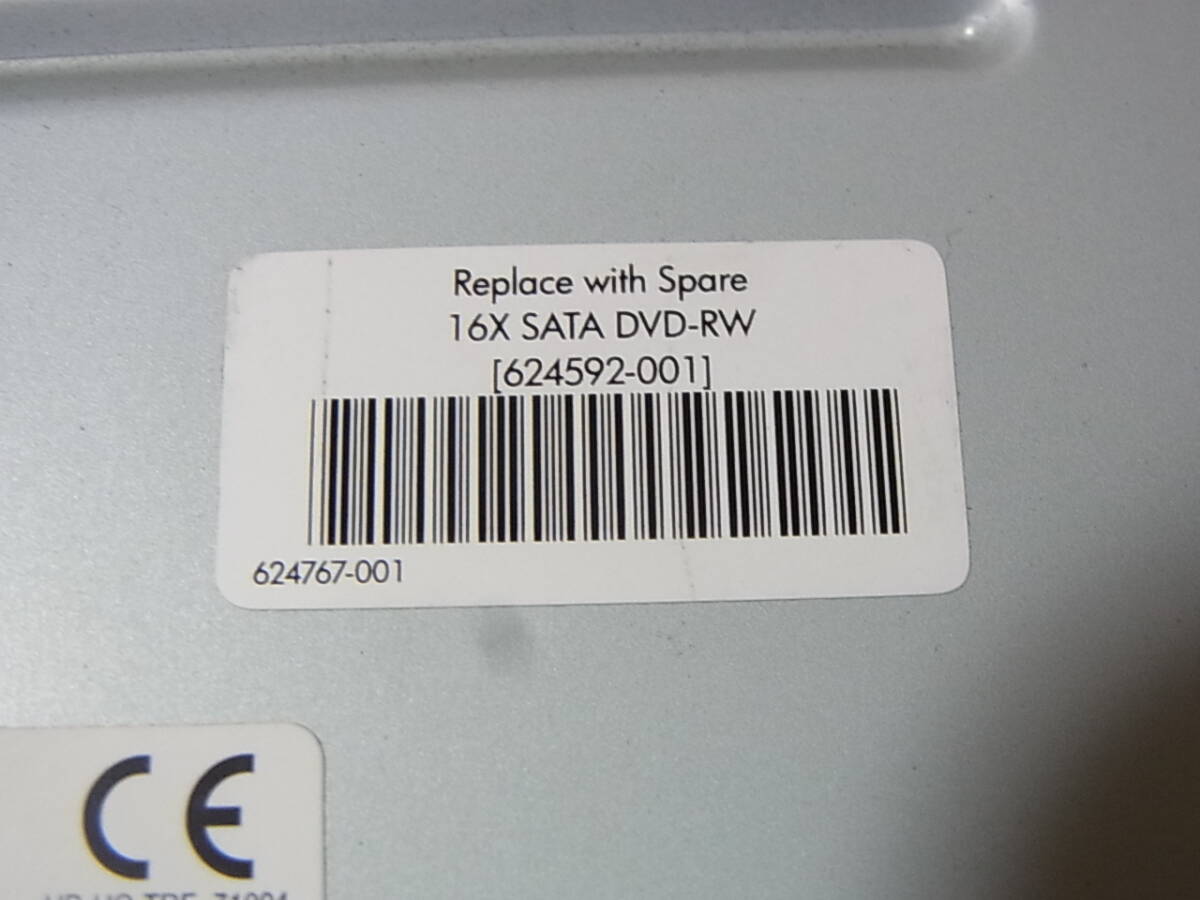 Replace with Spare
16X SATA DVD-RW
[624592-001]
624767-001
CE